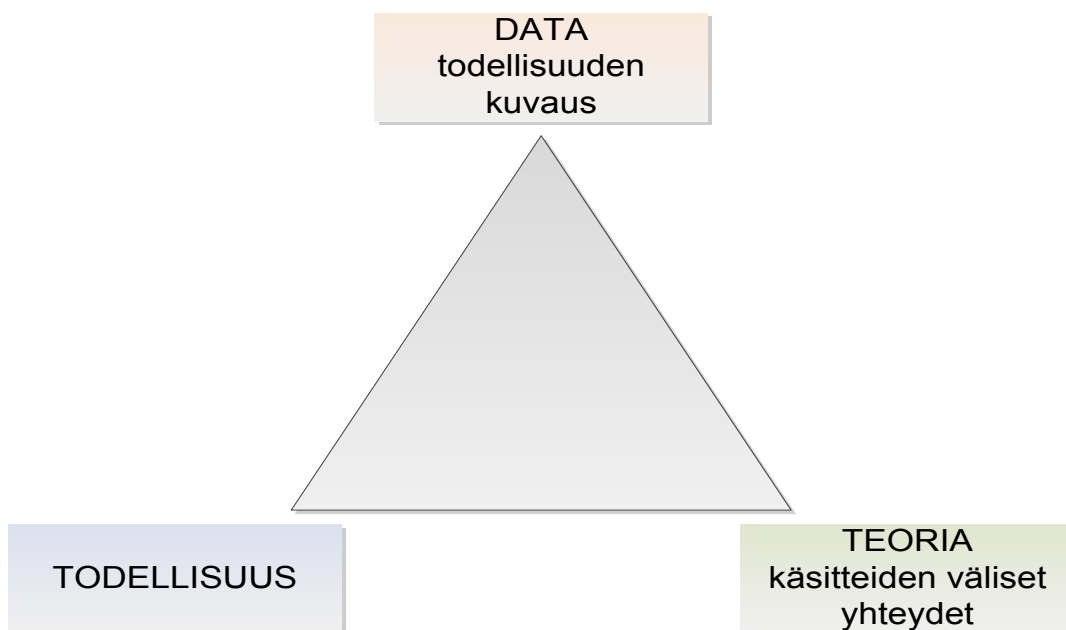 DATA
todellisuuden
kuvaus
TODELLISUUS
TEORIA
käsitteiden väliset
yhteydet